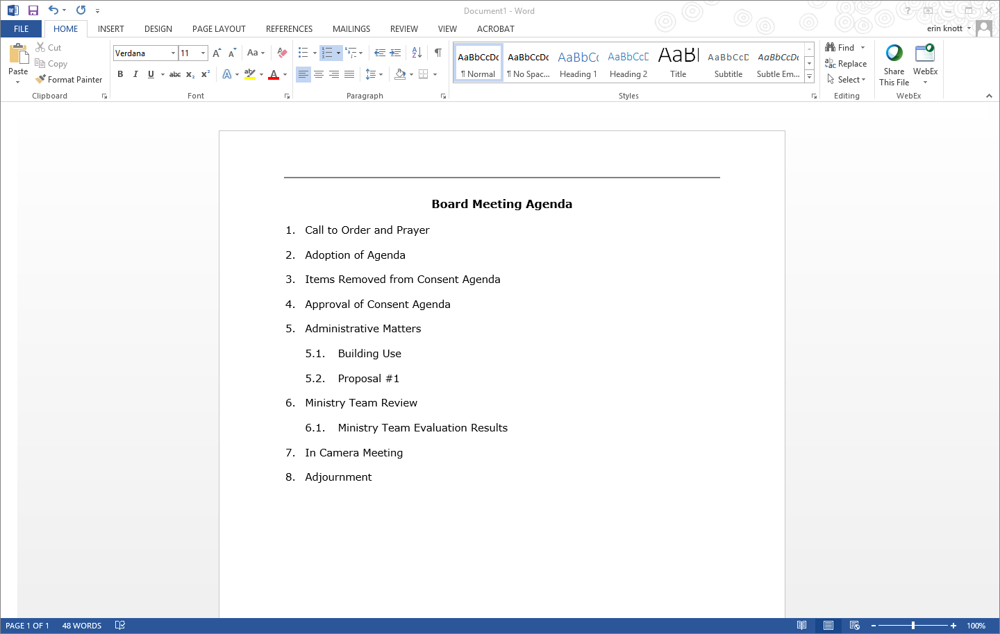 Document1 - Word
FILE HOME INSERT DESIGN PAGE LAYOUT REFERENCES MAILINGS REVIEW VIEW ACROBAT erin knott
Paste
Cut
Copy
Format Painter
Clipboard
Verdana 11 Aa
B I U abc x₂ x² A aby A
Font
Paragraph
AaBbCcDc AaBbCcDc AaBbCc AaBbCcD AaBl AaBbCcD AaBbCcDc
¶ Normal ¶ No Spac... Heading 1 Heading 2 Title Subtitle Subtle Em...
Styles
Find
Replace
Select
Editing
Share
This File
WebEx
WebEx
Board Meeting Agenda
1. Call to Order and Prayer
2. Adoption of Agenda
3. Items Removed from Consent Agenda
4. Approval of Consent Agenda
5. Administrative Matters
5.1. Building Use
5.2. Proposal #1
6. Ministry Team Review
6.1. Ministry Team Evaluation Results
7. In Camera Meeting
8. Adjournment
PAGE 1 OF 1 48 WORDS 100%